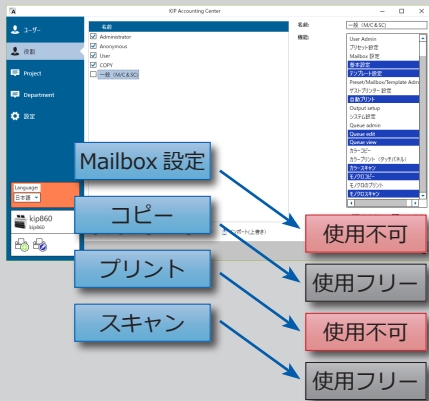 KIP Accounting Center
ユーザー
役割
Project
Department
設定
Language:
日本語
kip860
kip860
名前
Administrator
Anonymous
User
COPY
一般（M/C＆SC）
名前:
一般（M/C＆SC）
機能:
User Admin
プリセット設定
Mailbox 設定
基本設定
テンプレート設定
Preset/Mailbox/Template Adm
ゲストプリンター 設定
自動プリント
Output setup
システム設定
Queue admin
Queue edit
Queue view
カラーコピー
カラープリント（タッチパネル）
カラースキャン
モノクロコピー
モノクロプリント
モノクロスキャン
ンポート(上書き)
Mailbox 設定
使用不可
コピー
使用フリー
プリント
使用不可
スキャン
使用フリー